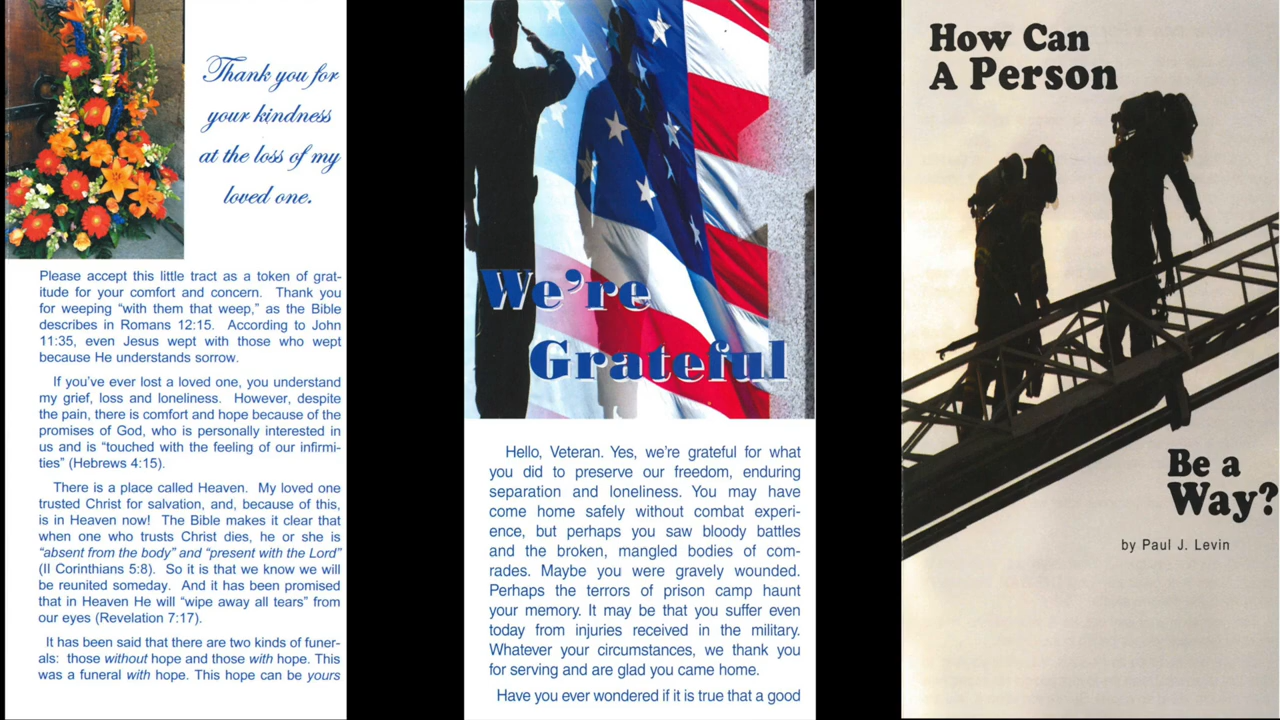 Thank you for
your kindness
at the loss of my
loved one.
Please accept this little tract as a token of grat-
itude for your comfort and concern. Thank you
for weeping “with them that weep,” as the Bible
describes in Romans 12:15. According to John
11:35, even Jesus wept with those who wept
because He understands sorrow.
If you’ve ever lost a loved one, you understand
my grief, loss and loneliness. However, despite
the pain, there is comfort and hope because of the
promises of God, who is personally interested in
us and is “touched with the feeling of our infirmi-
ties” (Hebrews 4:15).
There is a place called Heaven. My loved one
trusted Christ for salvation, and, because of this,
is in Heaven now! The Bible makes it clear that
when one who trusts Christ dies, he or she is
“absent from the body” and “present with the Lord”
(II Corinthians 5:8). So it is that we know we will
be reunited someday. And it has been promised
that in Heaven He will “wipe away all tears” from
our eyes (Revelation 7:17).
It has been said that there are two kinds of funer-
als: those without hope and those with hope. This
was a funeral with hope. This hope can be yours
We’re
Grateful
Hello, Veteran. Yes, we’re grateful for what
you did to preserve our freedom, enduring
separation and loneliness. You may have
come home safely without combat experi-
ence, but perhaps you saw bloody battles
and the broken, mangled bodies of com-
rades. Maybe you were gravely wounded.
Perhaps the terrors of prison camp haunt
your memory. It may be that you suffer even
today from injuries received in the military.
Whatever your circumstances, we thank you
for serving and are glad you came home.
Have you ever wondered if it is true that a good
How Can
A Person
Be a
Way?
by Paul J. Levin